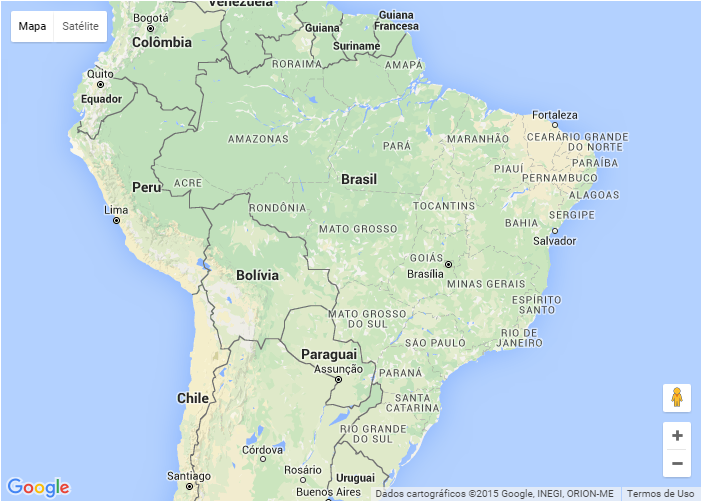 Venezuela
Mapa
Satélite
Bogotá
Colômbia
Guiana
Guiana
Francesa
Suriname
RORAIMA
AMAPÁ
Quito
Equador
Fortaleza
AMAZONAS
PARÁ
MARANHÃO
CEARÁ
RIO GRANDE
DO NORTE
PARAÍBA
PIAUÍ
PERNAMBUCO
Brasil
Peru
ACRE
ALAGOAS
Lima
RONDÔNIA
TOCANTINS
SERGIPE
BAHIA
MATO GROSSO
Salvador
GOIÁS
Brasília
Bolívia
MINAS GERAIS
ESPÍRITO
SANTO
MATO GROSSO
DO SUL
RIO DE
JANEIRO
SÃO PAULO
Paraguai
Assunção
PARANÁ
Chile
SANTA
CATARINA
RIO GRANDE
DO SUL
Córdova
Santiago
Rosário
Uruguai
Buenos Aires
Google
Dados cartográficos ©2015 Google, INEGI, ORION-ME
Termos de Uso